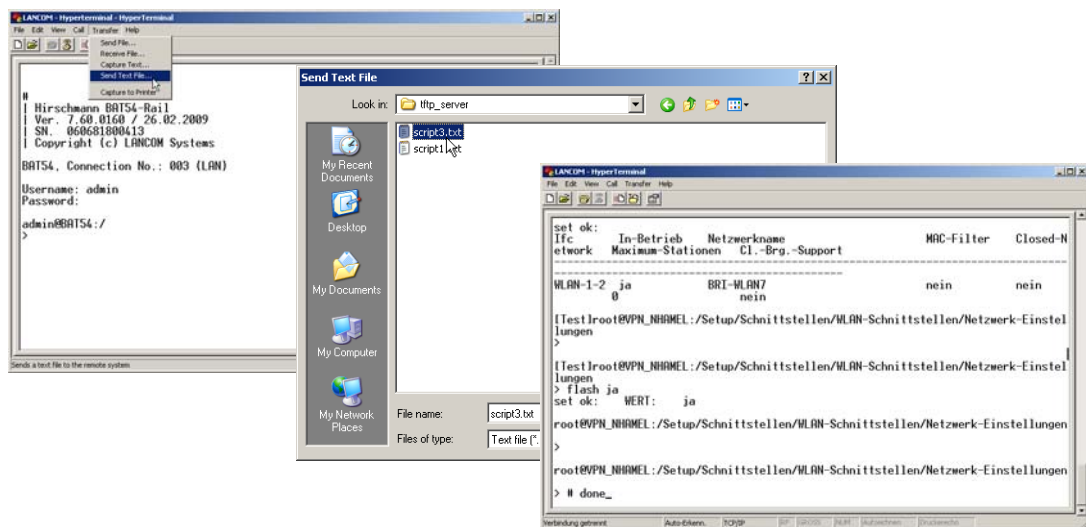 LANCOM - Hyperterminal - HyperTerminal
File Edit View Call Transfer Help
Send File...
Receive File...
Capture Text...
Send Text File...
Capture to Printer
#
| Hirschmann BAT54-Rail
| Ver. 7.60.0160 / 26.02.2009
| SN. 060681800413
| Copyright (c) LANCOM Systems
BAT54, Connection No.: 003 (LAN)
Username: admin
Password:
admin@BAT54:/
>
Sends a text file to the remote system
Send Text File
Look in: tftp_server
script3.txt
script1.txt
My Recent Documents
Desktop
My Documents
My Computer
My Network Places
File name: script3.txt
Files of type: Text file (*.
LANCOM - HyperTerminal
File Edit View Call Transfer Help
set ok:
Ifc In-Betrieb Netzwerkname MAC-Filter Closed-N
etwork Maximum-Stationen Cl.-Brg.-Support
--------------------------------------------------------------------------------
---------------------------------------------
WLAN-1-2 ja BRI-WLAN7 nein nein
0 nein
[Test]root@VPN_NHAMEL:/Setup/Schnittstellen/WLAN-Schnittstellen/Netzwerk-Einstel
lungen
>
[Test]root@VPN_NHAMEL:/Setup/Schnittstellen/WLAN-Schnittstellen/Netzwerk-Einstel
lungen
> flash ja
set ok: WERT: ja
root@VPN_NHAMEL:/Setup/Schnittstellen/WLAN-Schnittstellen/Netzwerk-Einstellungen
>
root@VPN_NHAMEL:/Setup/Schnittstellen/WLAN-Schnittstellen/Netzwerk-Einstellungen
> # done_
Verbindung getrennt Auto-Erkenn. TCP/IP RF GROSS NUM Aufzeichnen Druckerecho